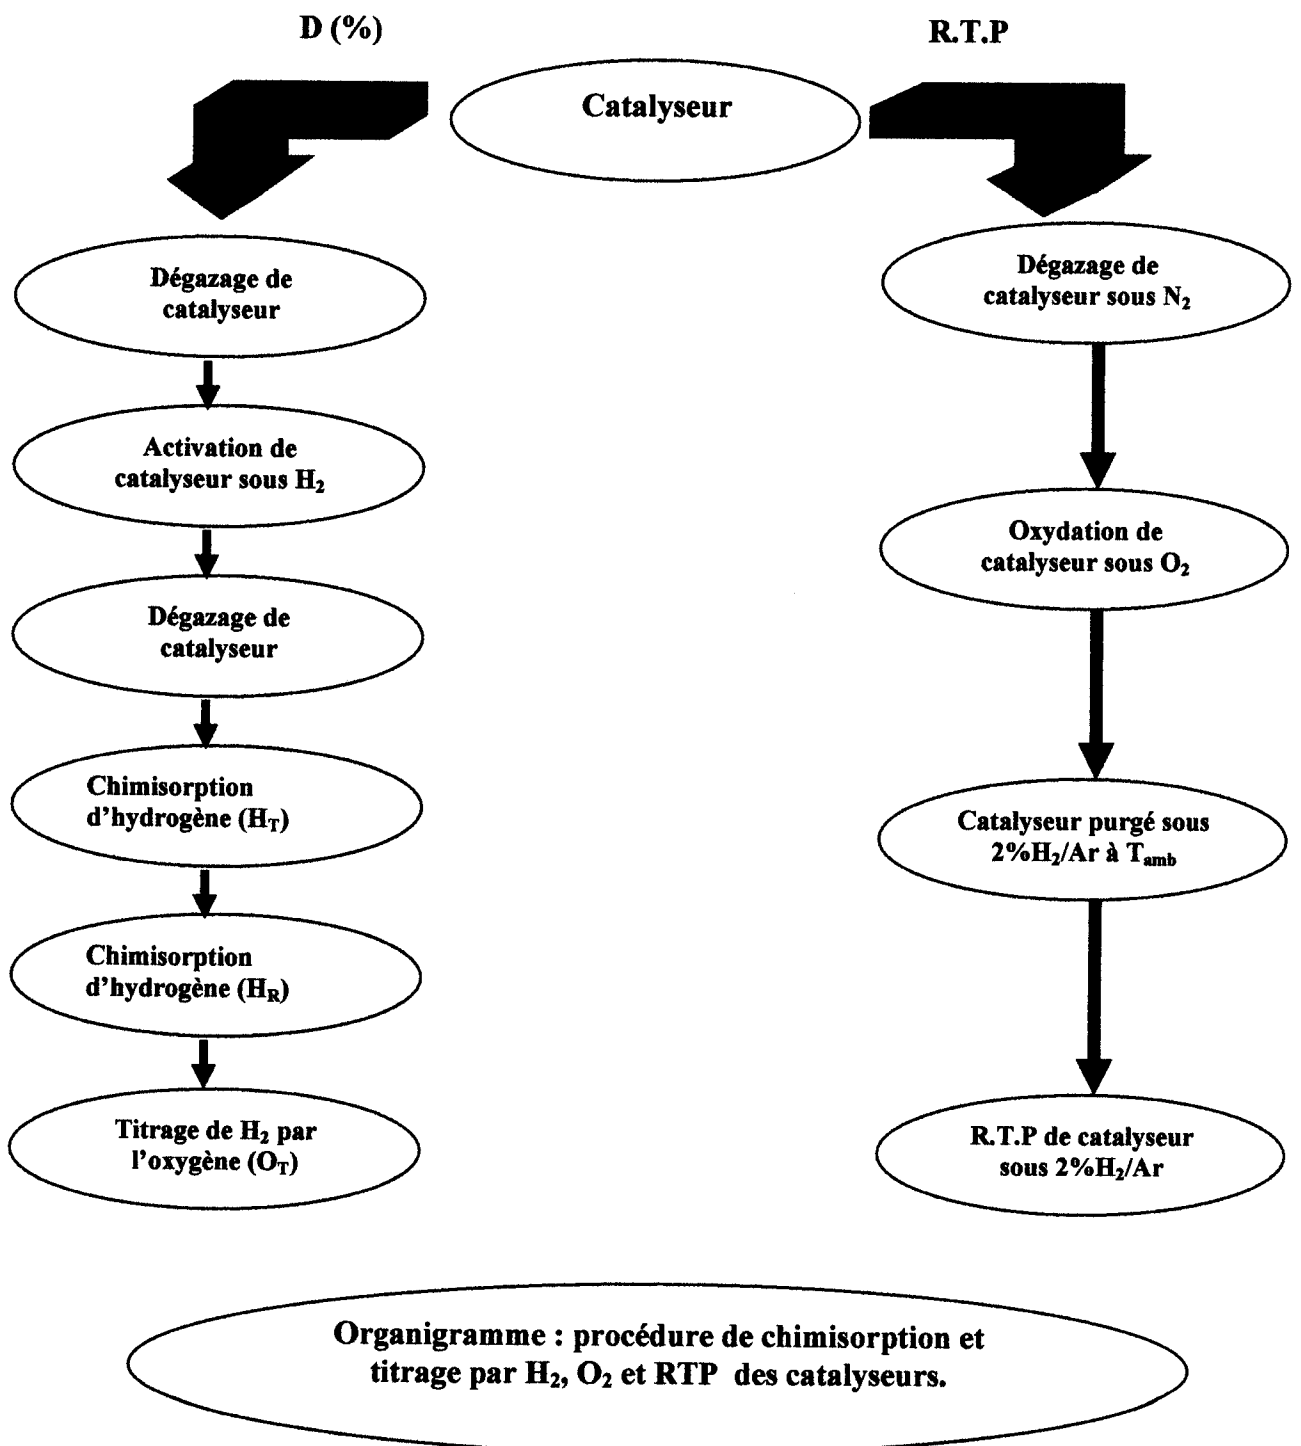 D (%)
R.T.P
Catalyseur
Dégazage de
catalyseur
Activation de
catalyseur sous H₂
Dégazage de
catalyseur
Chimisorption
d'hydrogène (H_T)
Chimisorption
d'hydrogène (H_R)
Titrage de H₂ par
l'oxygène (O_T)
Dégazage de
catalyseur sous N₂
Oxydation de
catalyseur sous O₂
Catalyseur purgé sous
2%H₂/Ar à T_amb
R.T.P de catalyseur
sous 2%H₂/Ar
Organigramme : procédure de chimisorption et
titrage par H₂, O₂ et RTP des catalyseurs.